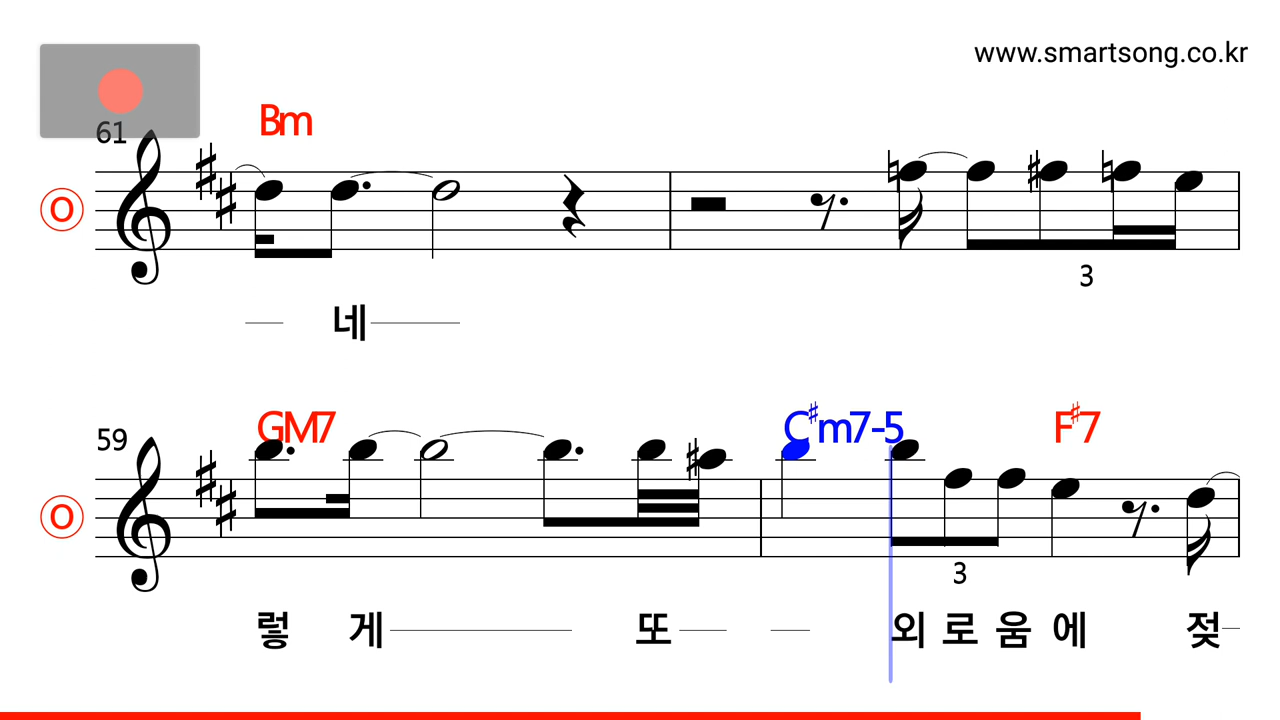 www.smartsong.co.kr
Bm
61
O
3
네
GM7 C♯m7-5 F♯7
59
O
3
렇 게 또 외 로 움 에 젖